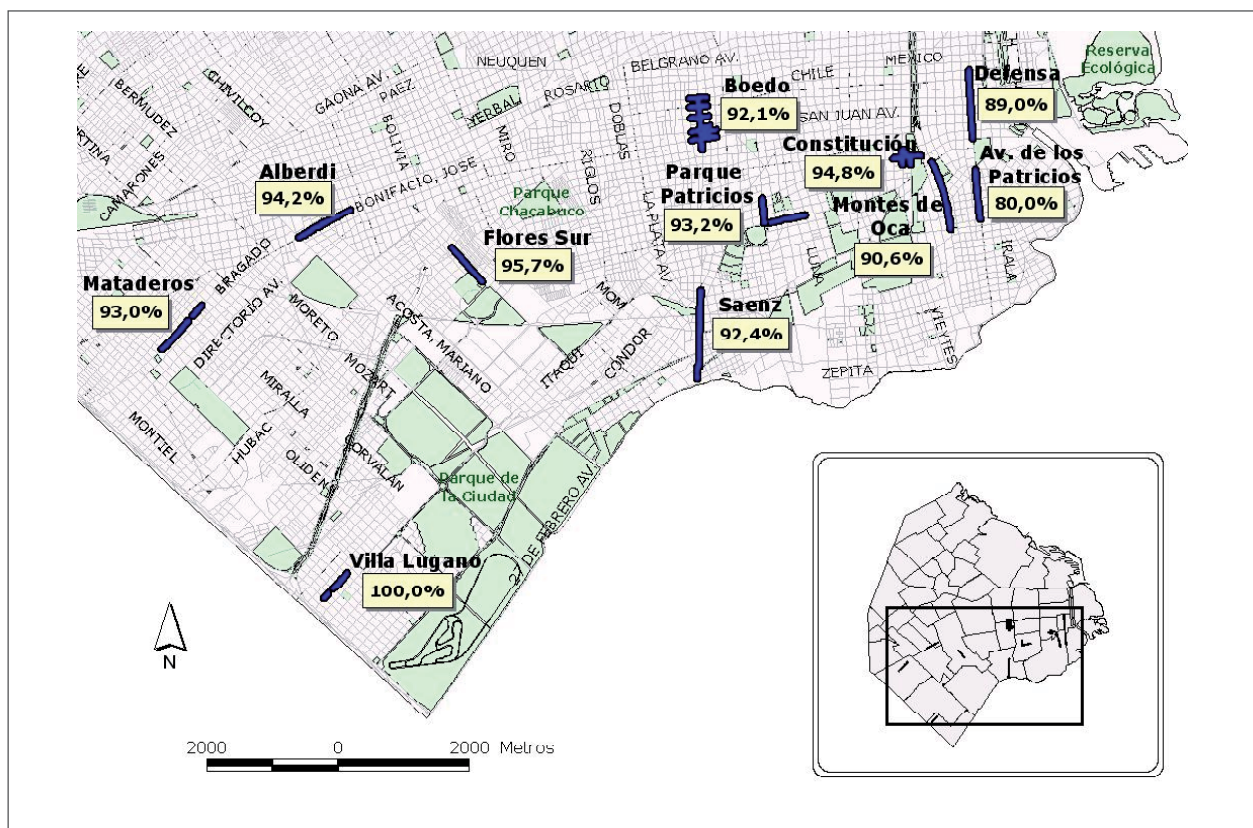 NEUQUEN
BELGRANO AV.
MEXICO
CHILE
Reserva
Ecológica
GAONA AV
PAEZ
ROSARIO
CHIVILCOY
BERMUDEZ
YERBAL
Boedo
92,1%
Defensa
89,0%
SAN JUAN AV.
DOBLAS
BOLIVIA
MIRO
RIGLOS
CAMARONES
Constitución
94,8%
Av. de los
Patricios
80,0%
Alberdi
94,2%
BONIFACIO, JOSE
Parque
Chacabuco
Parque
Patricios
93,2%
LA PLATA AV.
Montes de
Oca
90,6%
LUNA
IRALA
Flores Sur
95,7%
BRAGADO
Mataderos
93,0%
DIRECTORIO AV.
MORETO
MOZART
ACOSTA, MARIANO
MOM
ITAQUI
CONDOR
Saenz
92,4%
VIEYTES
ZEPITA
MIRALLA
HUBAC
MONTIEL
OLIDEN
CORVALAN
Parque de
la Ciudad
DE FEBRERO AV.
Villa Lugano
100,0%
N
2000 0 2000 Metros